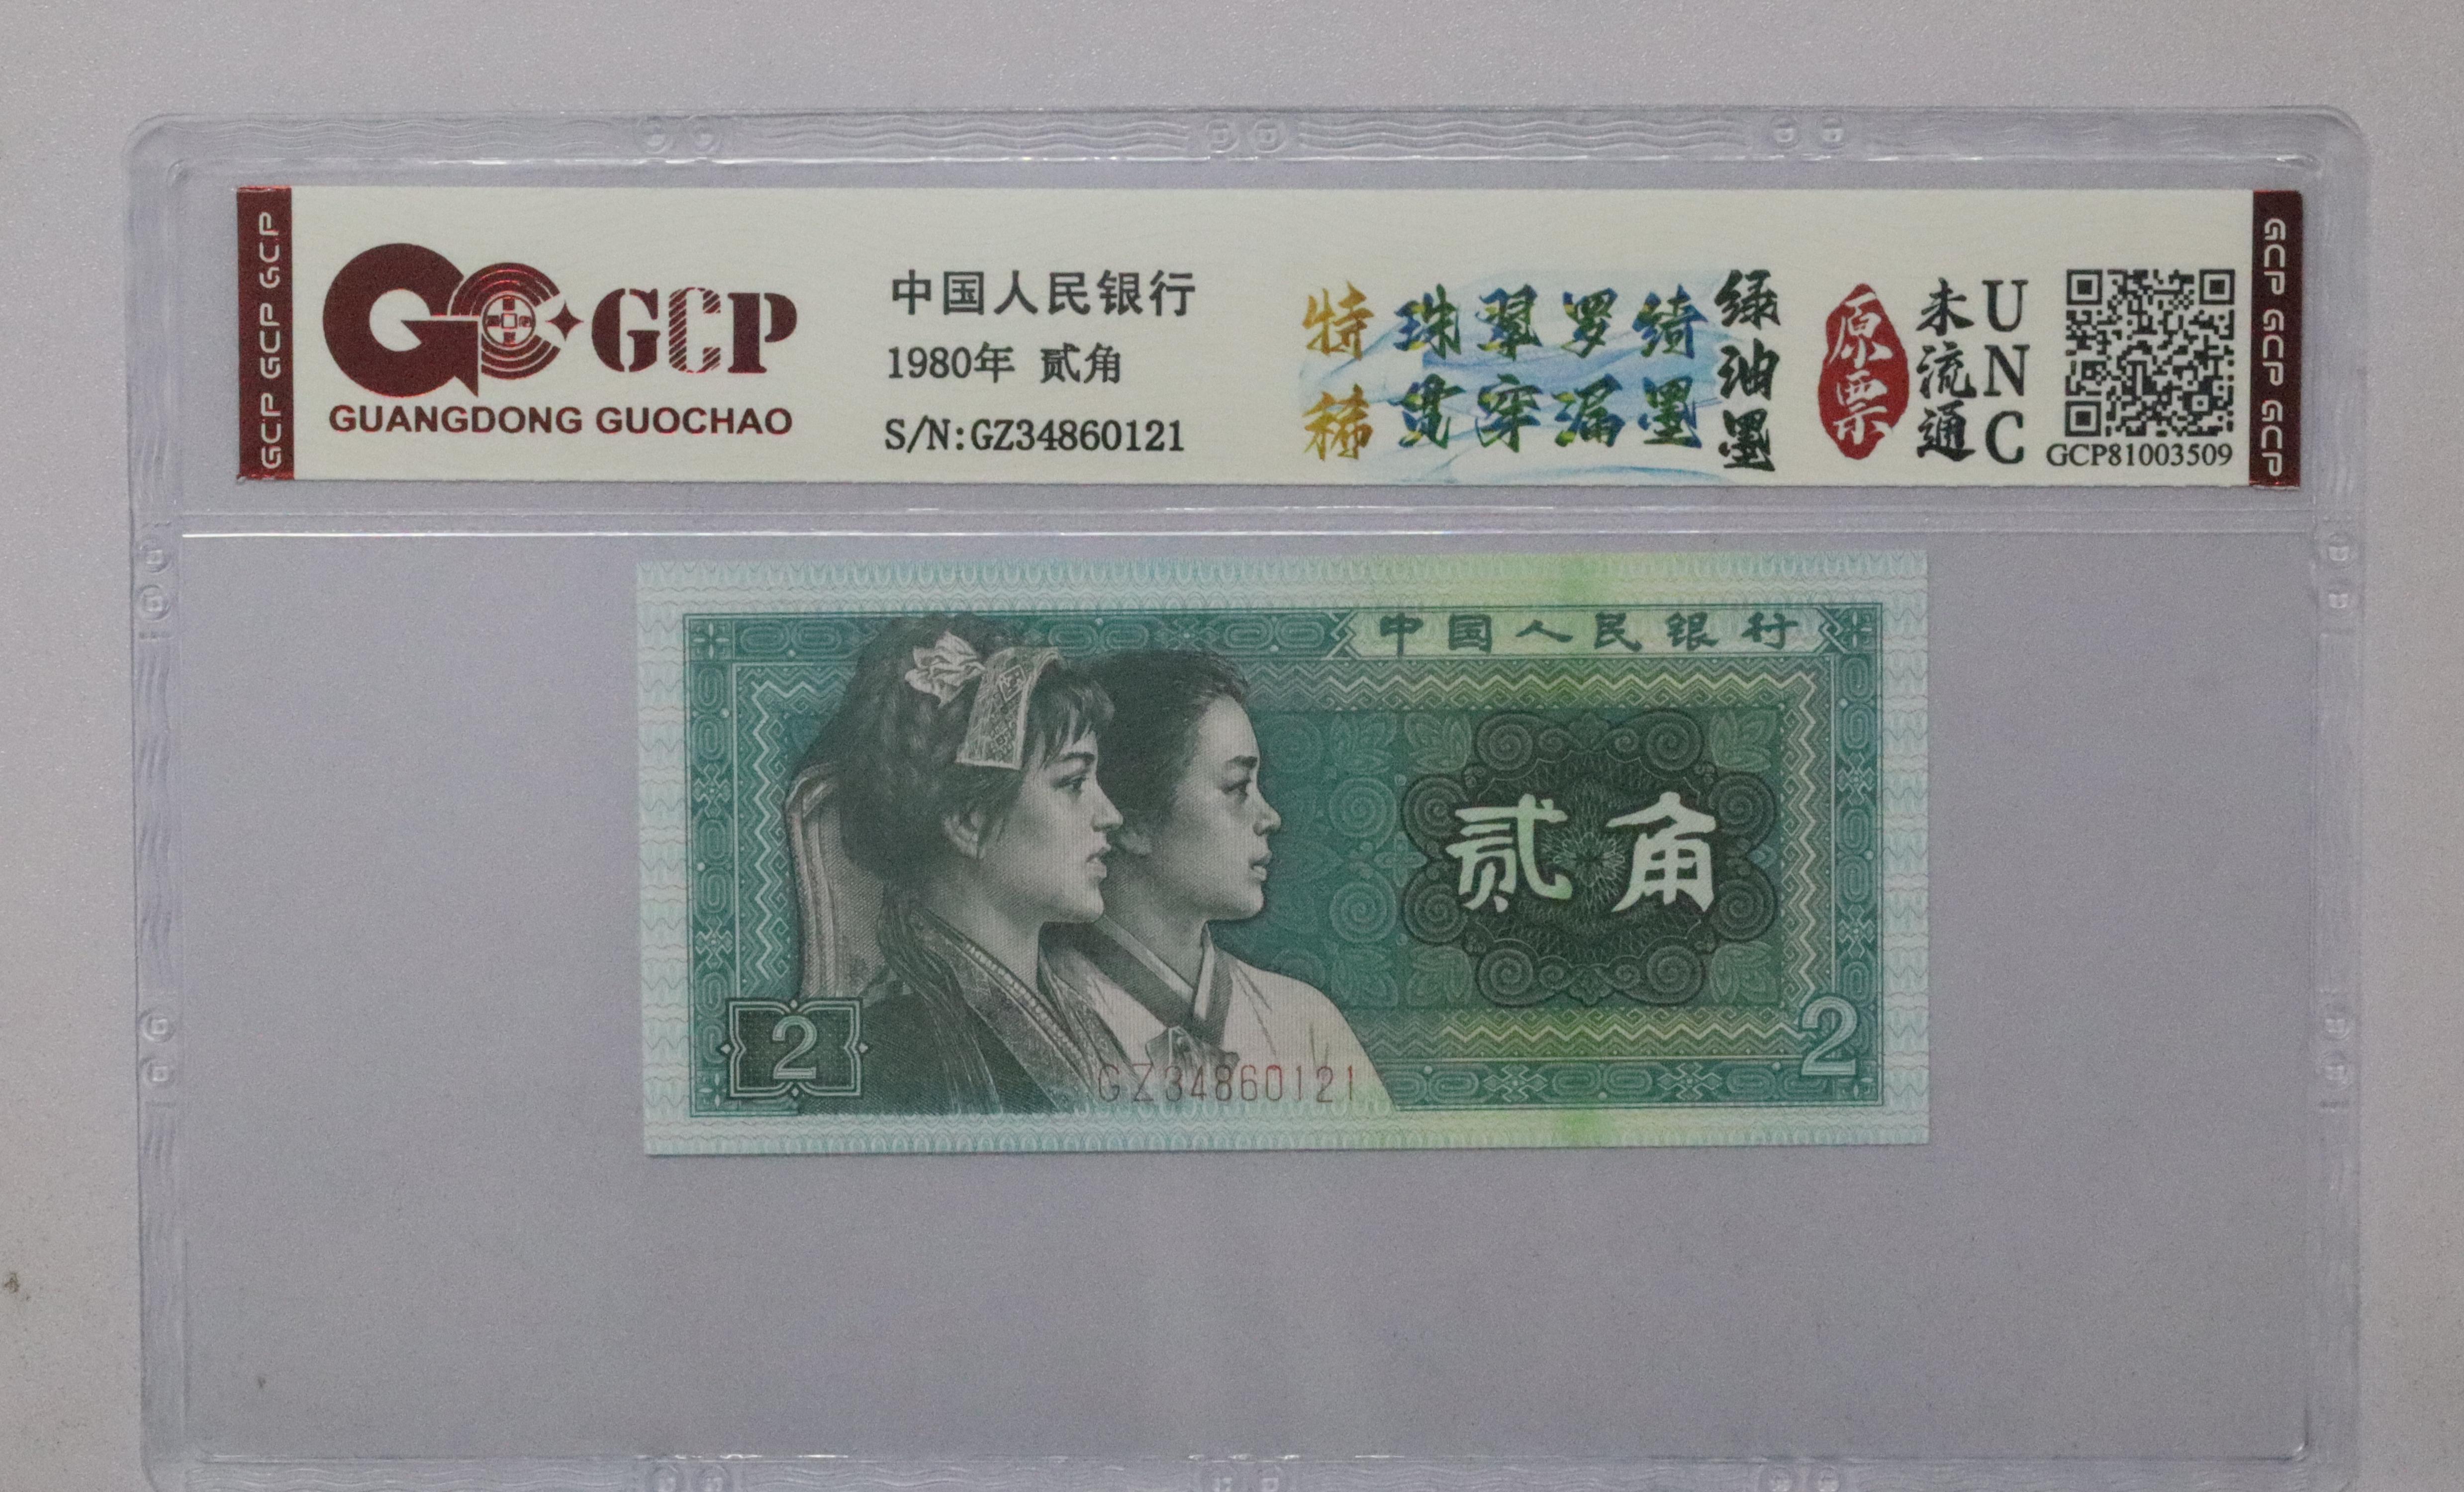 GCP GCP GCP
GCP
GUANGDONG GUOCHAO
中国人民银行
1980年 贰角
S/N:GZ34860121
特稀
珠翠罗绮
贯穿漏墨
绿油墨
原票
未流通
UNC
GCP81003509
GCP GCP GCP
中国人民银行
贰角
2
GZ34860121
2